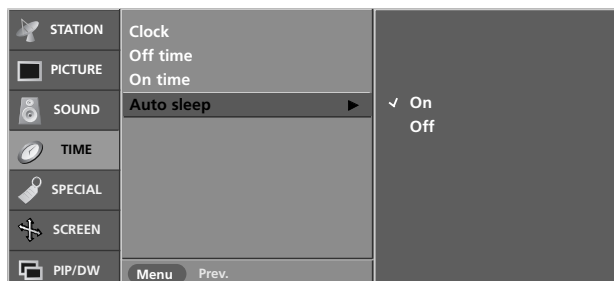 STATION
PICTURE
SOUND
TIME
SPECIAL
SCREEN
PIP/DW
Clock
Off time
On time
Auto sleep
Menu Prev.
On
Off